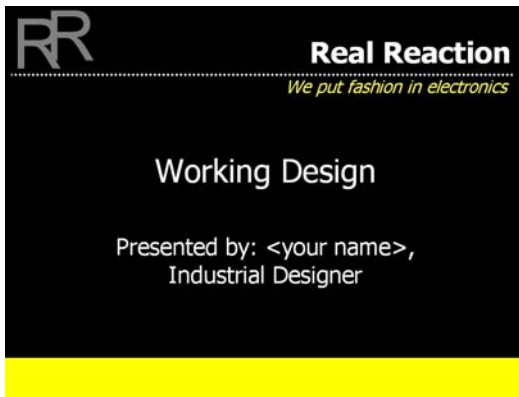 RR
Real Reaction
We put fashion in electronics
Working Design
Presented by: <your name>,
Industrial Designer